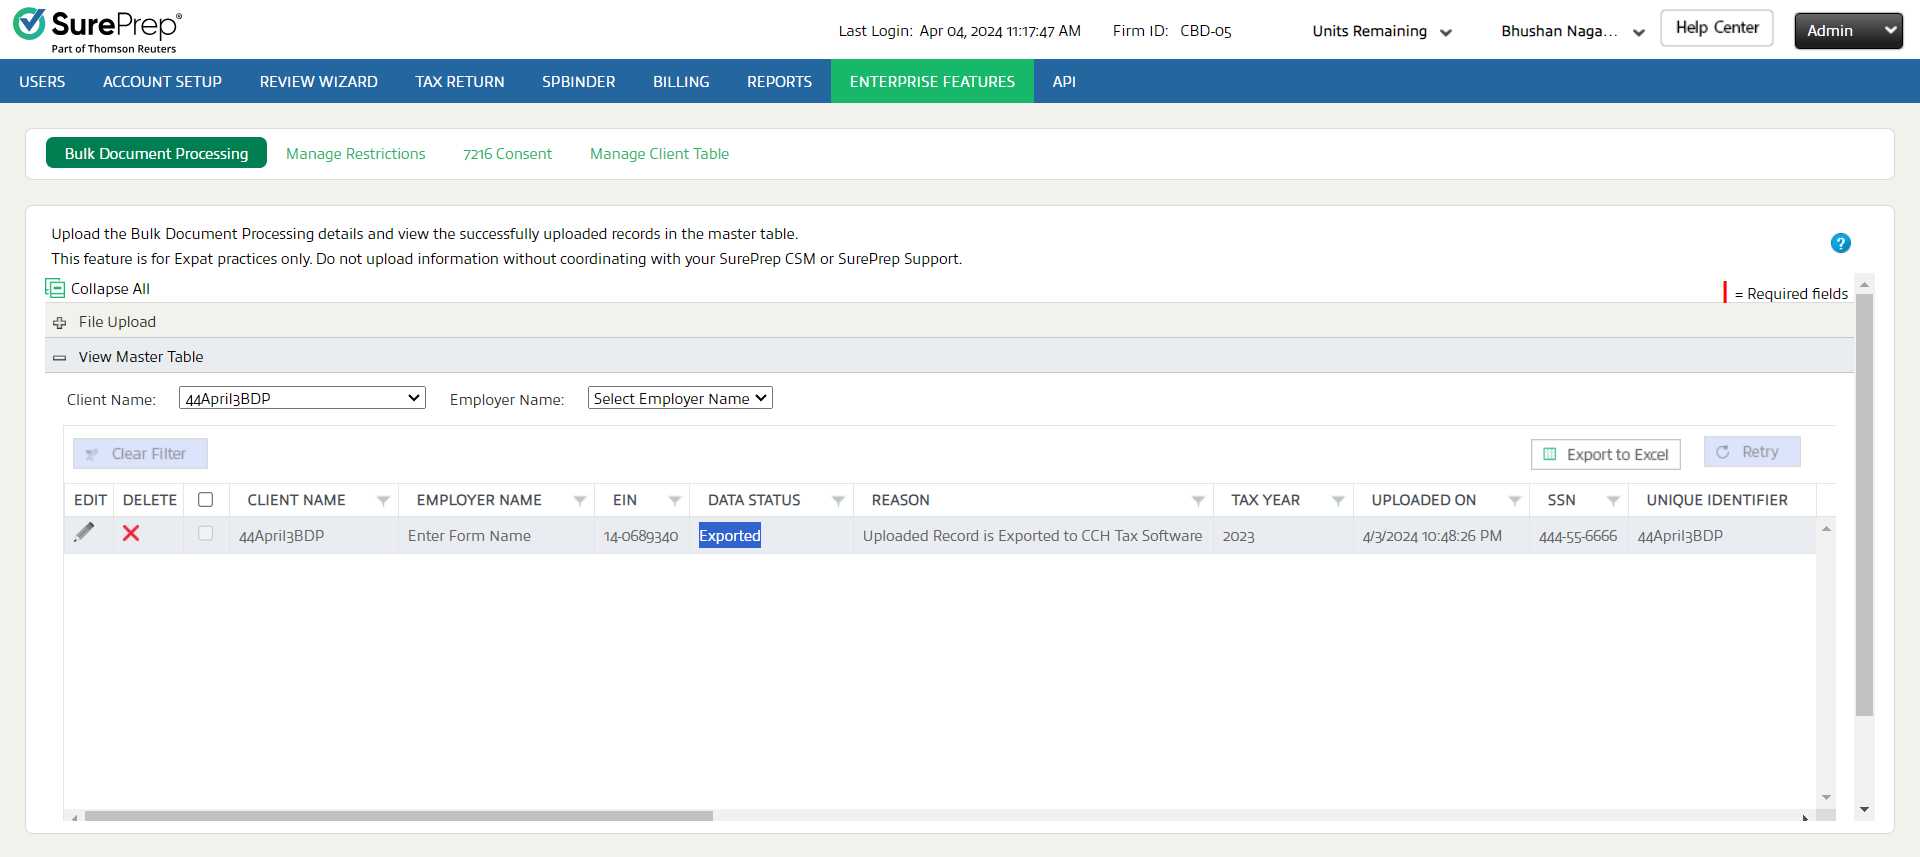 SurePrep®
Part of Thomson Reuters
Last Login: Apr 04, 2024 11:17:47 AM Firm ID: CBD-05 Units Remaining Bhushan Naga... Help Center Admin
USERS ACCOUNT SETUP REVIEW WIZARD TAX RETURN SPBINDER BILLING REPORTS ENTERPRISE FEATURES API
Bulk Document Processing Manage Restrictions 7216 Consent Manage Client Table
Upload the Bulk Document Processing details and view the successfully uploaded records in the master table.
?
This feature is for Expat practices only. Do not upload information without coordinating with your SurePrep CSM or SurePrep Support.
Collapse All
= Required fields
File Upload
View Master Table
Client Name: 44April3BDP Employer Name: Select Employer Name
Clear Filter Export to Excel Retry
EDIT DELETE CLIENT NAME EMPLOYER NAME EIN DATA STATUS REASON TAX YEAR UPLOADED ON SSN UNIQUE IDENTIFIER
44April3BDP Enter Form Name 14-0689340 Exported Uploaded Record is Exported to CCH Tax Software 2023 4/3/2024 10:48:26 PM 444-55-6666 44April3BDP